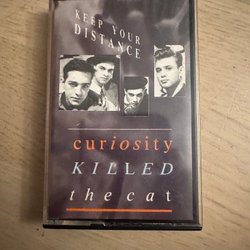 KEEP YOUR
DISTANCE
curiosity
KILLED
the cat